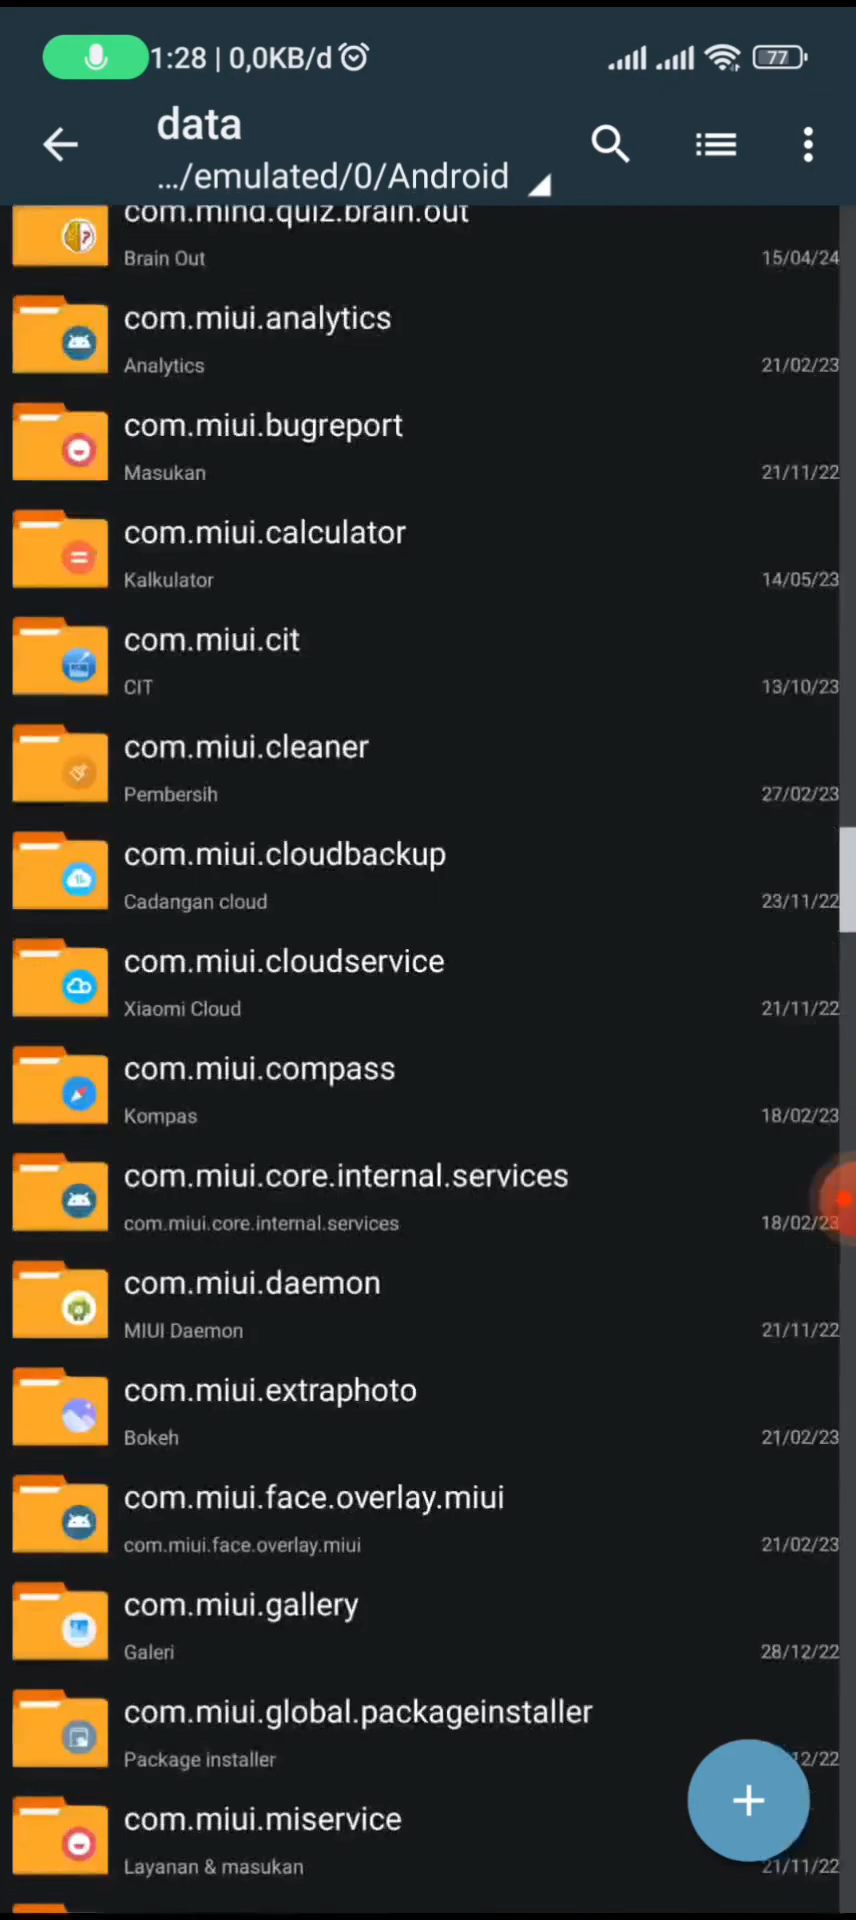 1:28 | 0,0KB/d
77
data
.../emulated/0/Android
com.mind.quiz.brain.out
Brain Out
15/04/24
com.miui.analytics
Analytics
21/02/23
com.miui.bugreport
Masukan
21/11/22
com.miui.calculator
Kalkulator
14/05/23
com.miui.cit
CIT
13/10/23
com.miui.cleaner
Pembersih
27/02/23
com.miui.cloudbackup
Cadangan cloud
23/11/22
com.miui.cloudservice
Xiaomi Cloud
21/11/22
com.miui.compass
Kompas
18/02/23
com.miui.core.internal.services
com.miui.core.internal.services
18/02/23
com.miui.daemon
MIUI Daemon
21/11/22
com.miui.extraphoto
Bokeh
21/02/23
com.miui.face.overlay.miui
com.miui.face.overlay.miui
21/02/23
com.miui.gallery
Galeri
28/12/22
com.miui.global.packageinstaller
Package installer
12/22
com.miui.miservice
Layanan & masukan
21/11/22